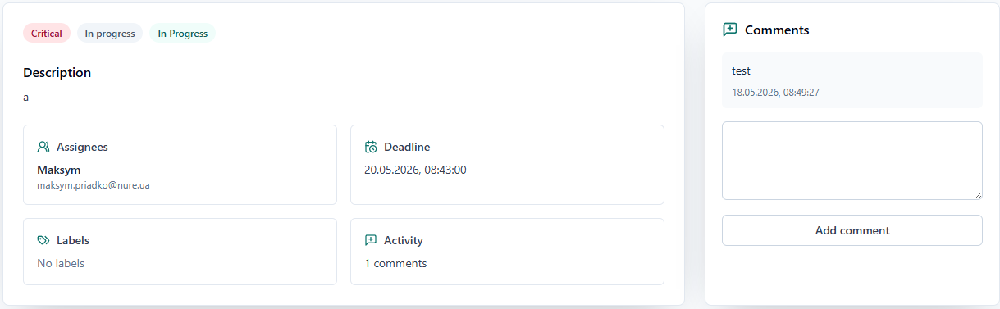 Critical In progress In Progress
Description
a
Assignees
Maksym
maksym.priadko@nure.ua
Deadline
20.05.2026, 08:43:00
Labels
No labels
Activity
1 comments
Comments
test
18.05.2026, 08:49:27
Add comment